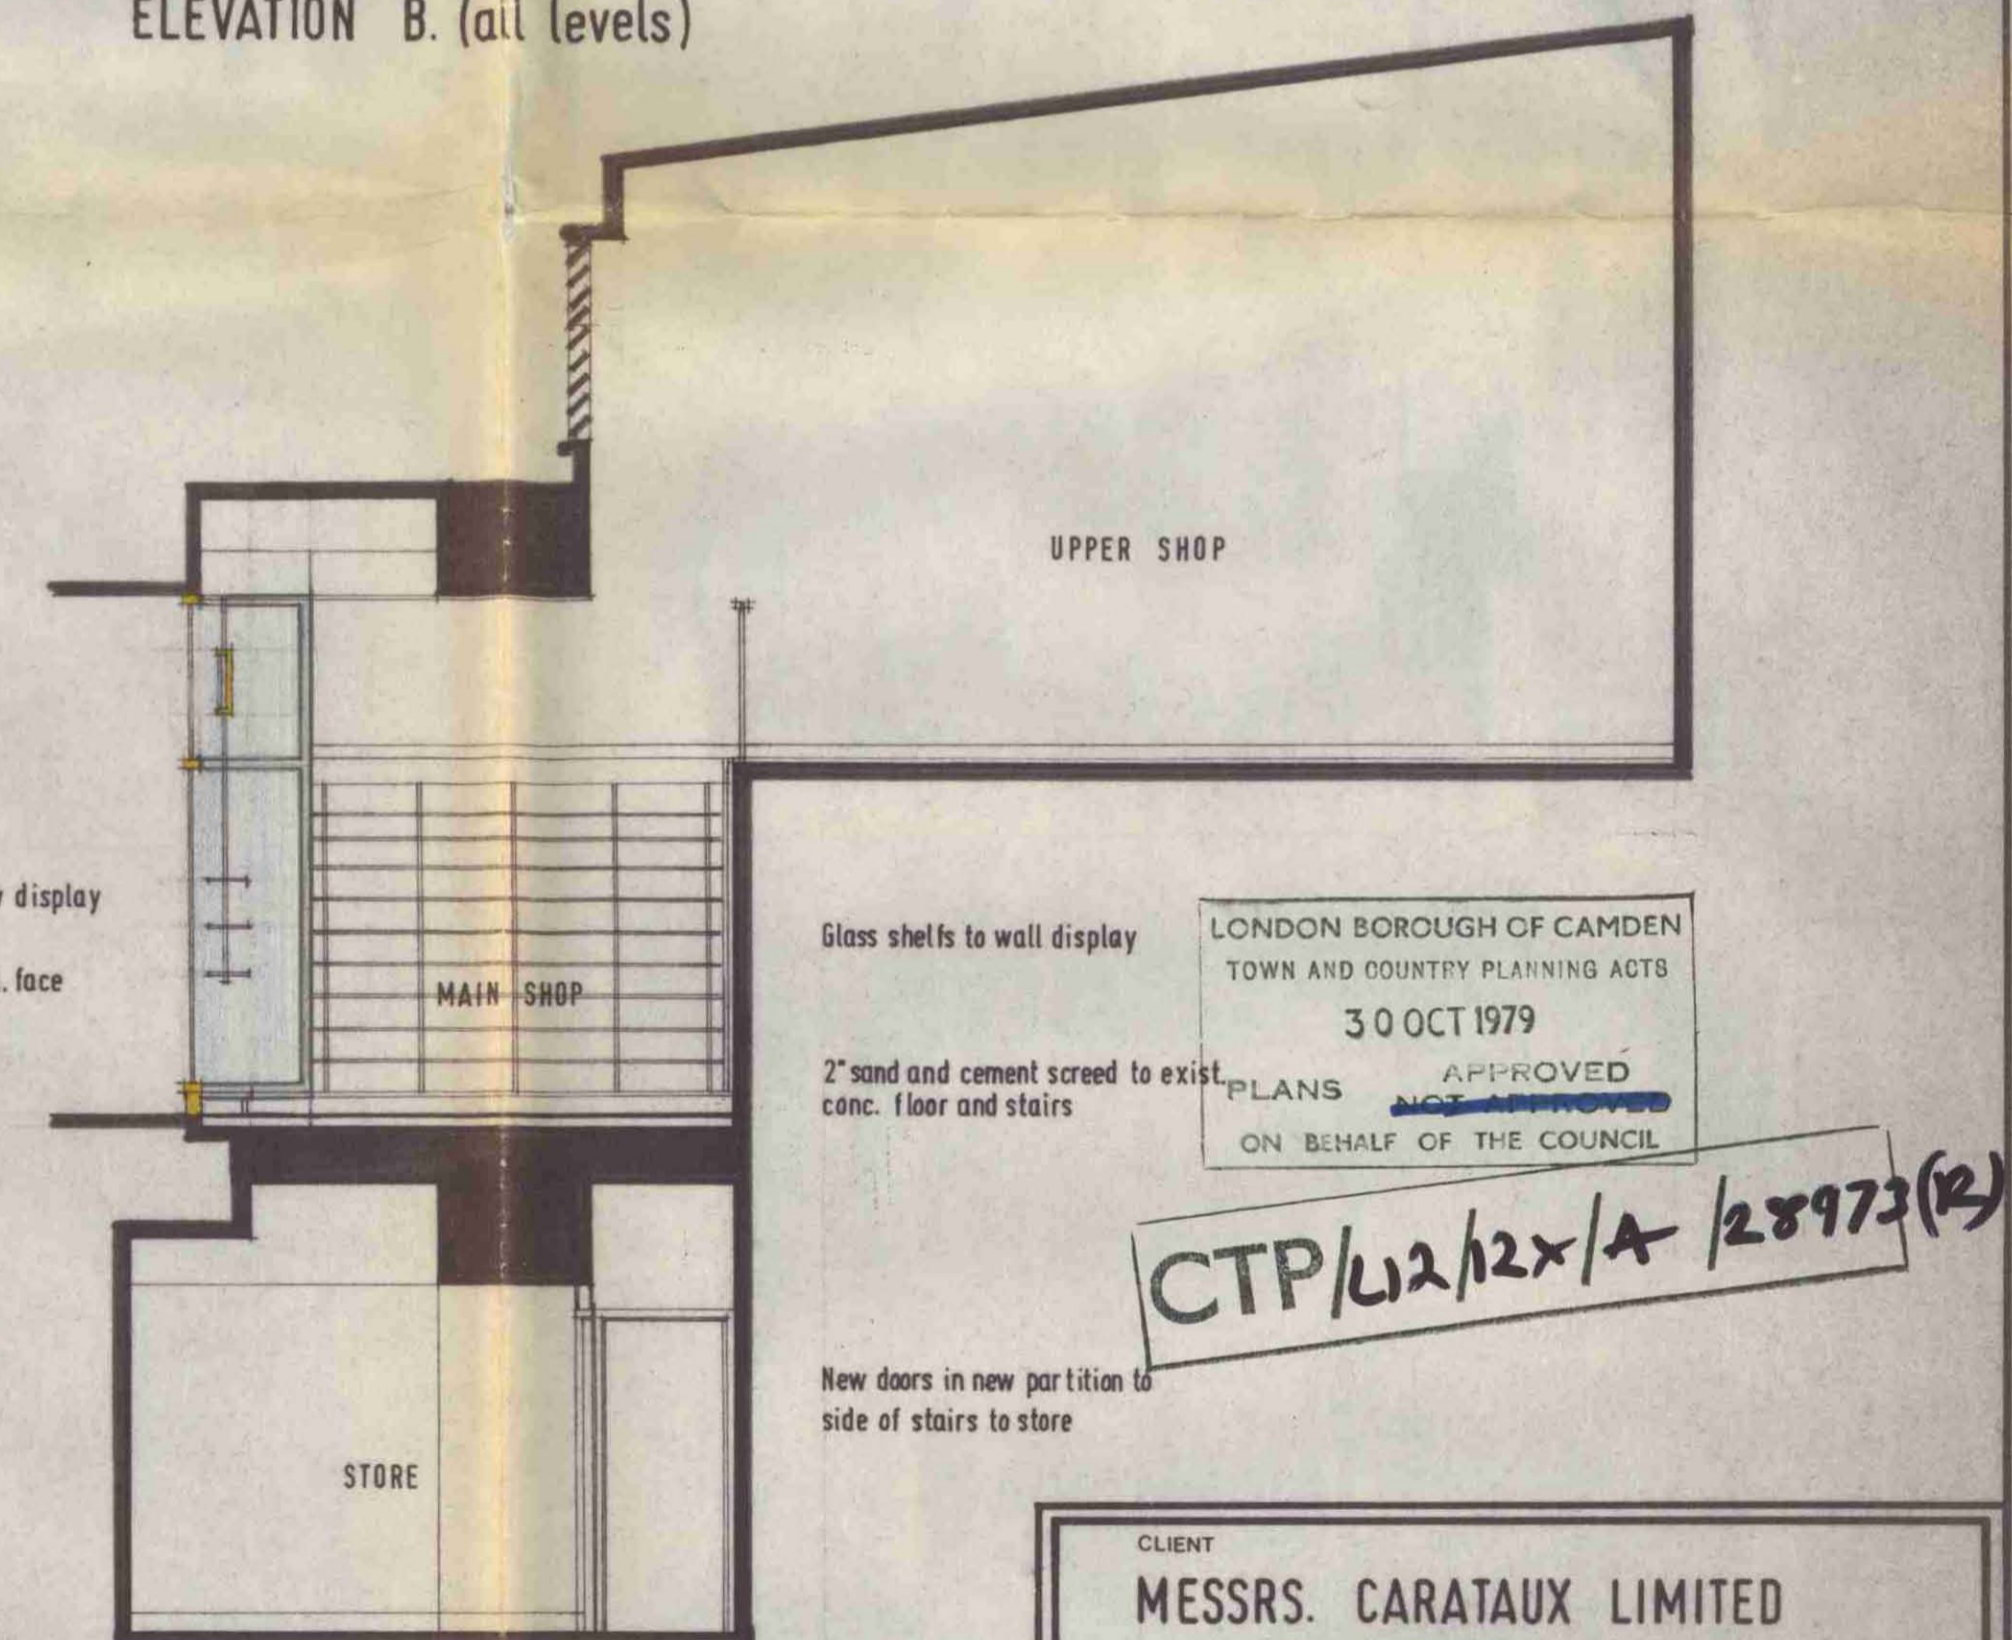 ELEVATION B. (all levels)
UPPER SHOP
display
. face
MAIN SHOP
Glass shelfs to wall display
2" sand and cement screed to exist.
conc. floor and stairs
LONDON BOROUGH OF CAMDEN
TOWN AND COUNTRY PLANNING ACTS
30 OCT 1979
PLANS APPROVED
NOT APPROVED
ON BEHALF OF THE COUNCIL
CTP/L12/12X/A /28973(R)
New doors in new partition to
side of stairs to store
STORE
CLIENT
MESSRS. CARATAUX LIMITED